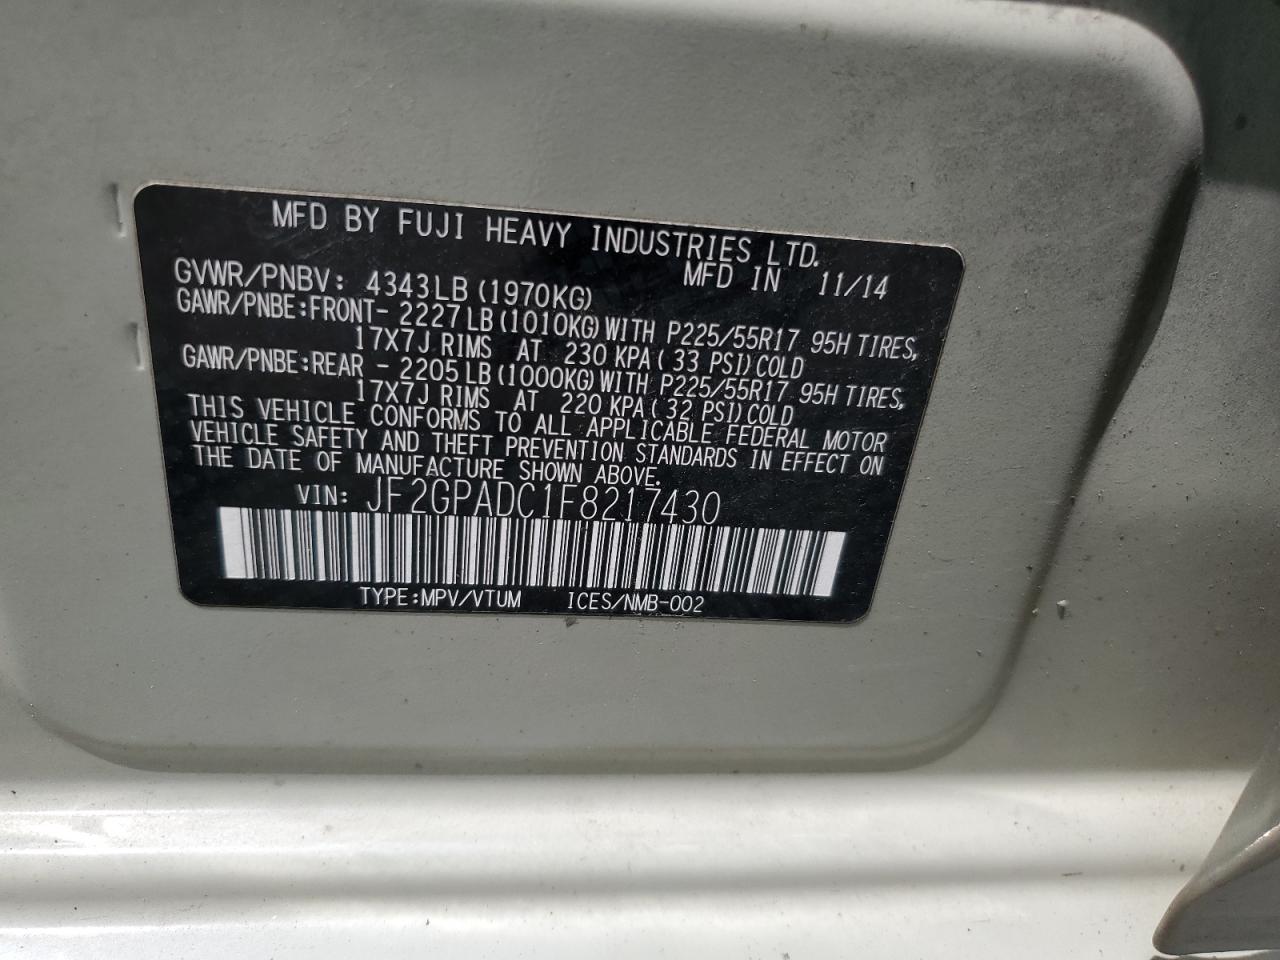 MFD BY FUJI HEAVY INDUSTRIES LTD.
MFD IN 11/14
GVWR/PNBV: 4343LB (1970KG)
GAWR/PNBE:FRONT- 2227LB(1010KG)WITH P225/55R17 95H TIRES,
17X7J RIMS AT 230 KPA( 33 PSI)COLD
GAWR/PNBE:REAR - 2205LB(1000KG)WITH P225/55R17 95H TIRES,
17X7J RIMS AT 220 KPA( 32 PSI)COLD
THIS VEHICLE CONFORMS TO ALL APPLICABLE FEDERAL MOTOR
VEHICLE SAFETY AND THEFT PREVENTION STANDARDS IN EFFECT ON
THE DATE OF MANUFACTURE SHOWN ABOVE.
VIN: JF2GPADC1F8217430
TYPE:MPV/VTUM ICES/NMB-002